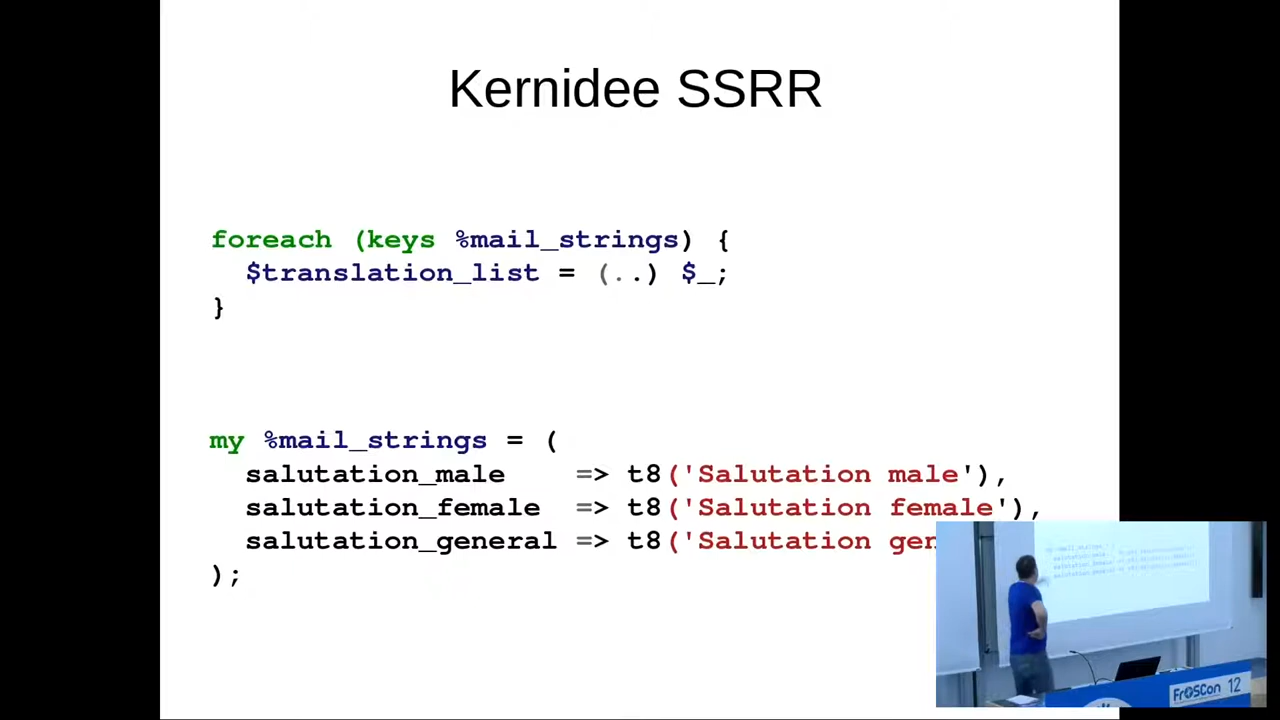 Kernidee SSRR
foreach (keys %mail_strings) {
$translation_list = (..) $_;
}
my %mail_strings = (
salutation_male => t8('Salutation male'),
salutation_female => t8('Salutation female'),
salutation_general => t8('Salutation gen
);
FrOSCon 12